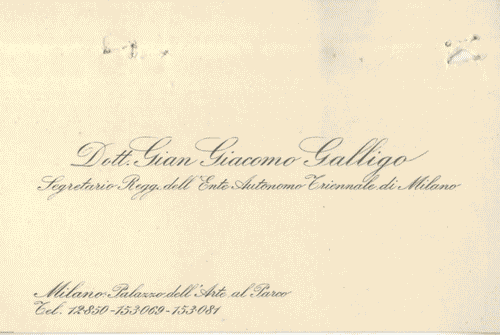 Dott. Gian Giacomo Galligo
Segretario Regg. dell'Ente Autonomo Triennale di Milano
Milano - Palazzo dell'Arte al Parco
Tel. 12850-153069-153081